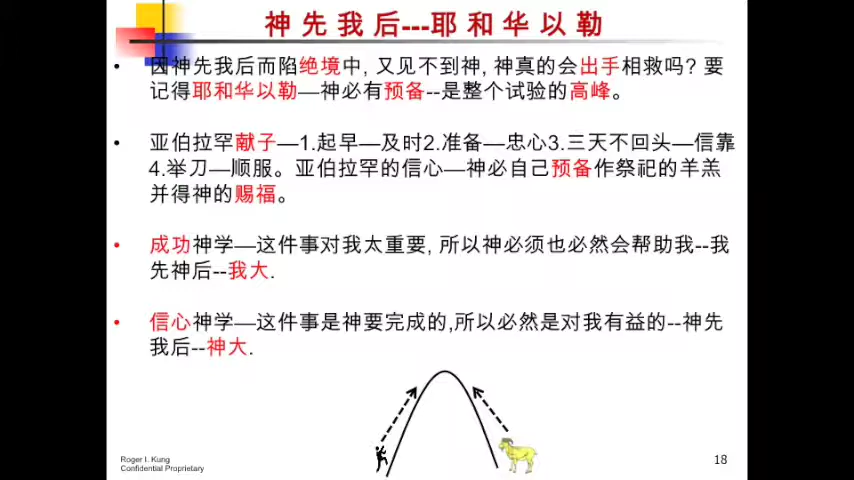 神 先 我 后---耶 和 华 以 勒
• 因神先我后而陷绝境中, 又见不到神, 神真的会出手相救吗? 要
记得耶和华以勒—神必有预备--是整个试验的高峰。
• 亚伯拉罕献子—1.起早—及时2.准备—忠心3.三天不回头—信靠
4.举刀—顺服。亚伯拉罕的信心—神必自己预备作祭祀的羊羔
并得神的赐福。
• 成功神学—这件事对我太重要, 所以神必须也必然会帮助我--我
先神后--我大.
• 信心神学—这件事是神要完成的,所以必然是对我有益的--神先
我后--神大.
Roger I. Kung
Confidential Proprietary
18